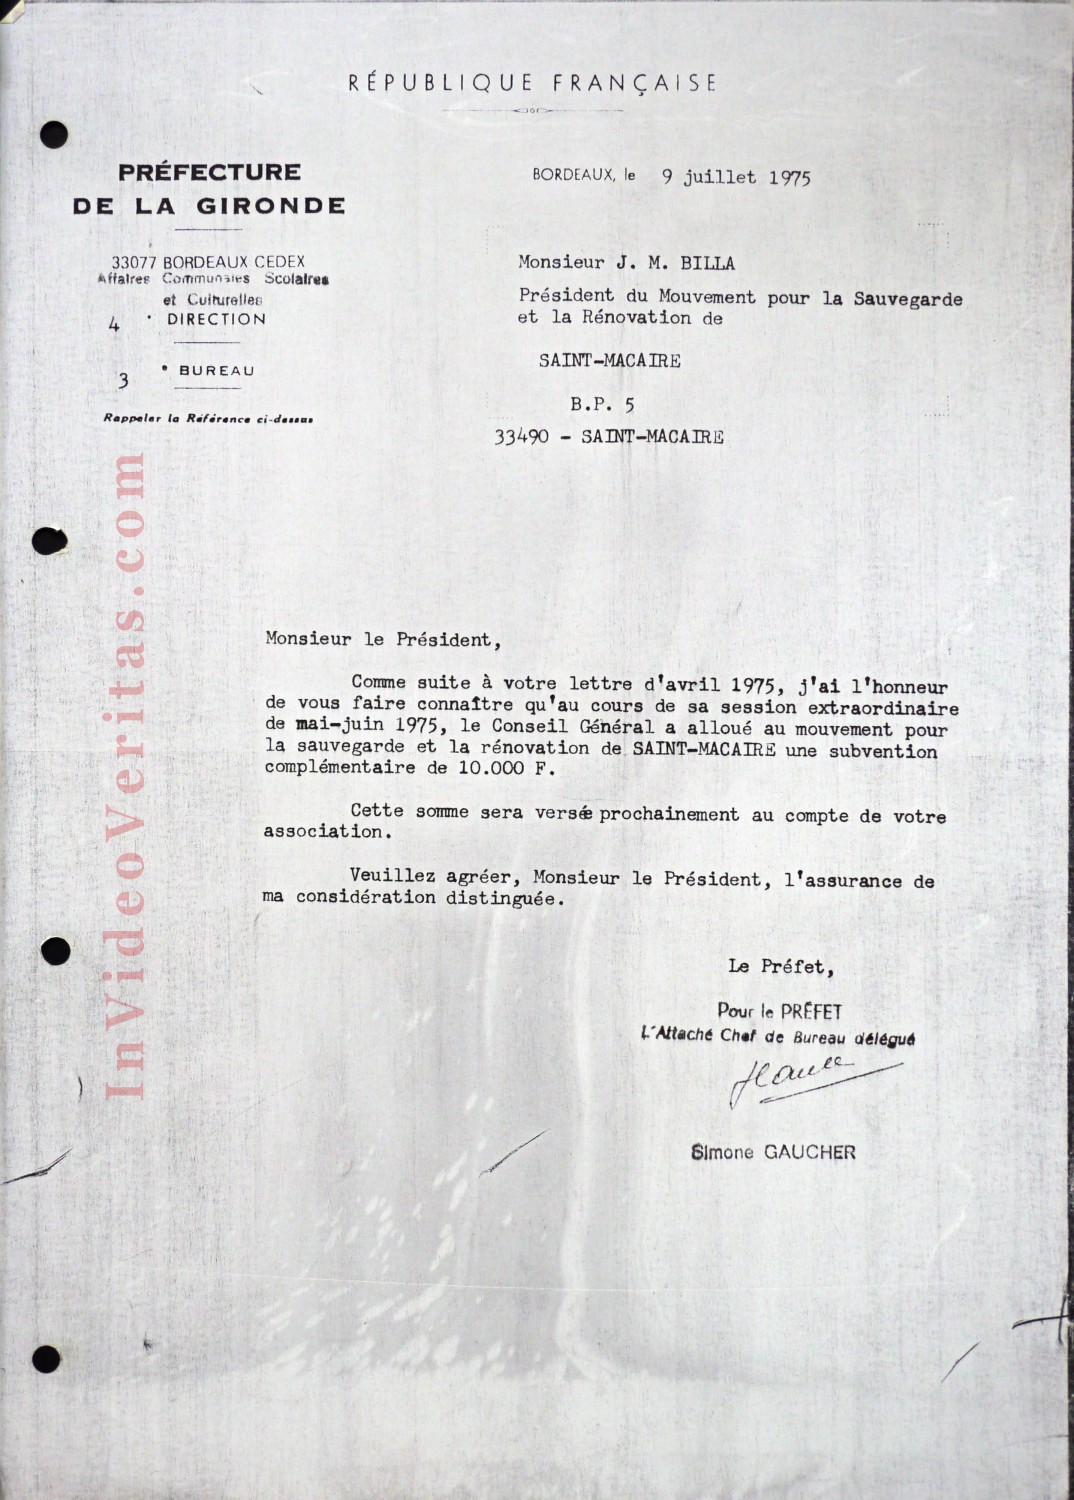 RÉPUBLIQUE FRANÇAISE
PRÉFECTURE
DE LA GIRONDE
33077 BORDEAUX CEDEX
Affaires Communales Scolaires
et Culturelles
4 ° DIRECTION
3 ° BUREAU
Rappeler la Référence ci-dessus
BORDEAUX, le 9 juillet 1975
Monsieur J. M. BILLA
Président du Mouvement pour la Sauvegarde
et la Rénovation de
SAINT-MACAIRE
B.P. 5
33490 - SAINT-MACAIRE
Monsieur le Président,
Comme suite à votre lettre d'avril 1975, j'ai l'honneur
de vous faire connaître qu'au cours de sa session extraordinaire
de mai-juin 1975, le Conseil Général a alloué au mouvement pour
la sauvegarde et la rénovation de SAINT-MACAIRE une subvention
complémentaire de 10.000 F.
Cette somme sera versée prochainement au compte de votre
association.
Veuillez agréer, Monsieur le Président, l'assurance de
ma considération distinguée.
Le Préfet,
Pour le PRÉFET
L'Attaché Chef de Bureau délégué
Simone GAUCHER
InVideoVeritas.com